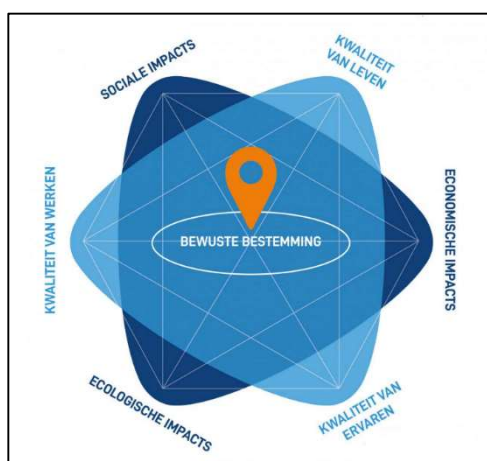 SOCIALE IMPACTS
KWALITEIT
VAN LEVEN
KWALITEIT VAN WERKEN
BEWUSTE BESTEMMING
ECONOMISCHE IMPACTS
ECOLOGISCHE IMPACTS
KWALITEIT VAN
ERVAREN